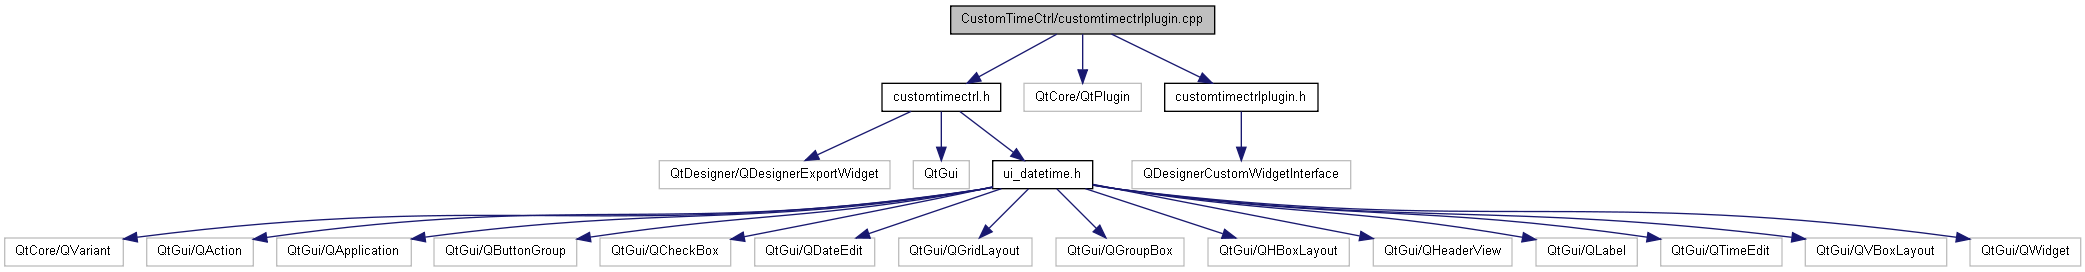 CustomTimeCtrl/customtimectrlplugin.cpp
customtimectrl.h
QtCore/QtPlugin
customtimectrlplugin.h
QtDesigner/QDesignerExportWidget
QtGui
ui_datetime.h
QDesignerCustomWidgetInterface
QtCore/QVariant
QtGui/QAction
QtGui/QApplication
QtGui/QButtonGroup
QtGui/QCheckBox
QtGui/QDateEdit
QtGui/QGridLayout
QtGui/QGroupBox
QtGui/QHBoxLayout
QtGui/QHeaderView
QtGui/QLabel
QtGui/QTimeEdit
QtGui/QVBoxLayout
QtGui/QWidget